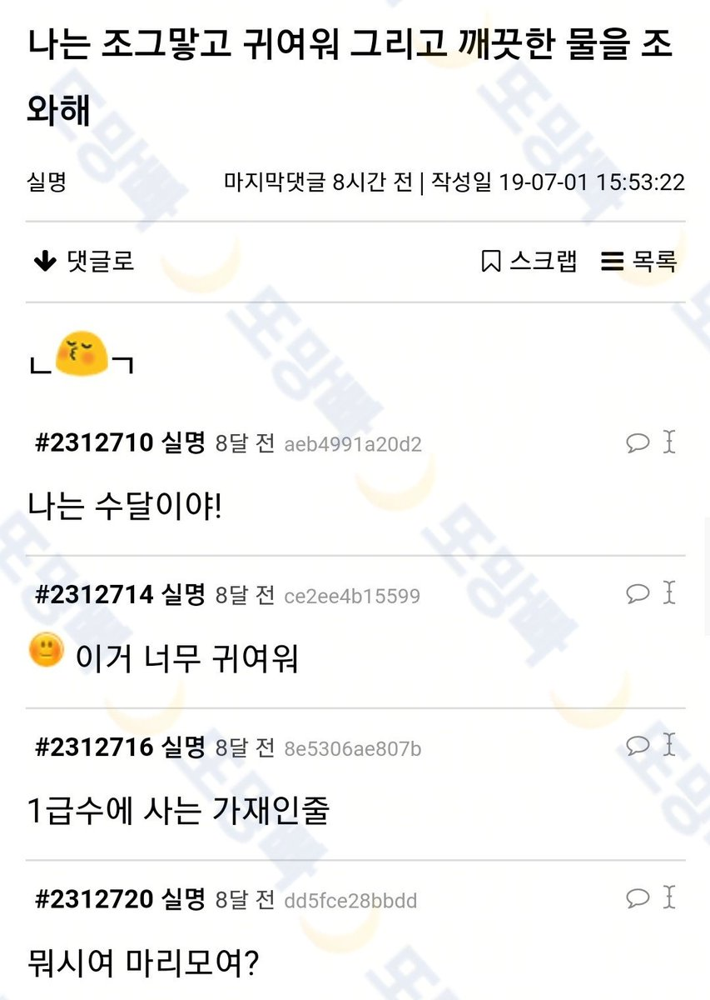 나는 조그맣고 귀여워 그리고 깨끗한 물을 조
와해
실명 마지막댓글 8시간 전 | 작성일 19-07-01 15:53:22
댓글로 스크랩 목록
ㄴ😚ㄱ
#2312710 실명 8달 전 aeb4991a20d2
나는 수달이야!
#2312714 실명 8달 전 ce2ee4b15599
이거 너무 귀여워
#2312716 실명 8달 전 8e5306ae807b
1급수에 사는 가재인줄
#2312720 실명 8달 전 dd5fce28bbdd
뭐시여 마리모여?
또망빠